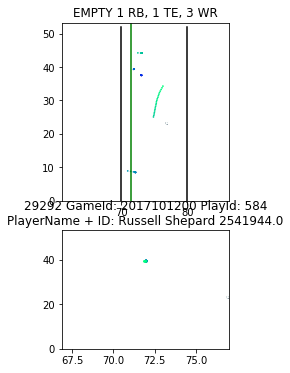 EMPTY 1 RB, 1 TE, 3 WR
50
40
30
20
10
0
70 80
29292 GameId: 2017101200 PlayId: 584
PlayerName + ID: Russell Shepard 2541944.0
40
20
0
67.5 70.0 72.5 75.0